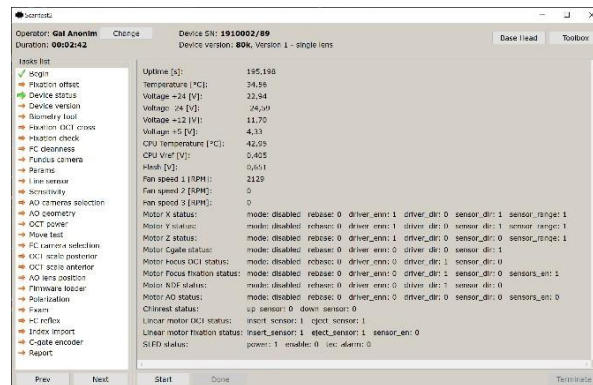 Scantest2
Operator: Gal Anonim Change
Duration: 00:02:42
Device SN: 1910002/89
Device version: 80k, Version 1 - single lens
Base Head Toolbox
Tasks list
Begin
Fixation offset
Device status
Device version
Biometry tool
Fixation OCT cross
Fixation check
FC cleanness
Fundus camera
Params
Line sensor
Sensitivity
AO cameras selection
AO geometry
OCT power
Move test
FC camera selection
OCT scale posterior
OCT scale anterior
AO lens position
Firmware loader
Polarization
Exam
FC reflex
Index import
C-gate encoder
Report
Uptime [s]: 195,198
Temperature [°C]: 34,56
Voltage +24 [V]: 22,94
Voltage -24 [V]: -24,59
Voltage +12 [V]: 11,70
Voltage +5 [V]: 4,33
CPU Temperature [°C]: 42,95
CPU Vref [V]: 0,405
Flash [V]: 0,651
Fan speed 1 [RPM]: 2129
Fan speed 2 [RPM]: 0
Fan speed 3 [RPM]: 0
Motor X status: mode: disabled rebase: 0 driver_enn: 1 driver_dir: 0 sensor_dir: 1 sensor_range: 1
Motor Y status: mode: disabled rebase: 0 driver_enn: 1 driver_dir: 0 sensor_dir: 1 sensor_range: 1
Motor Z status: mode: disabled rebase: 0 driver_enn: 1 driver_dir: 0 sensor_dir: 0 sensor_range: 1
Motor Cgate status: mode: disabled rebase: 0 driver_enn: 0 driver_dir: 0 sensor_dir: 1
Motor Focus OCT status: mode: disabled rebase: 0 driver_enn: 0 driver_dir: 1 sensor_dir: 0
Motor Focus fixation status: mode: disabled rebase: 0 driver_enn: 1 driver_dir: 0 sensor_dir: 0 sensors_en: 1
Motor NDF status: mode: disabled rebase: 0 driver_enn: 0 driver_dir: 1 sensor_dir: 0
Motor AO status: mode: disabled rebase: 0 driver_enn: 0 driver_dir: 0 sensor_dir: 0 sensors_en: 0
Chinrest status: up_sensor: 0 down_sensor: 0
Linear motor OCT status: insert_sensor: 1 eject_sensor: 1
Linear motor fixation status: insert_sensor: 1 eject_sensor: 1 sensor_en: 0
SLED status: power: 1 enable: 0 tec_alarm: 0
Prev Next Start Done Terminate